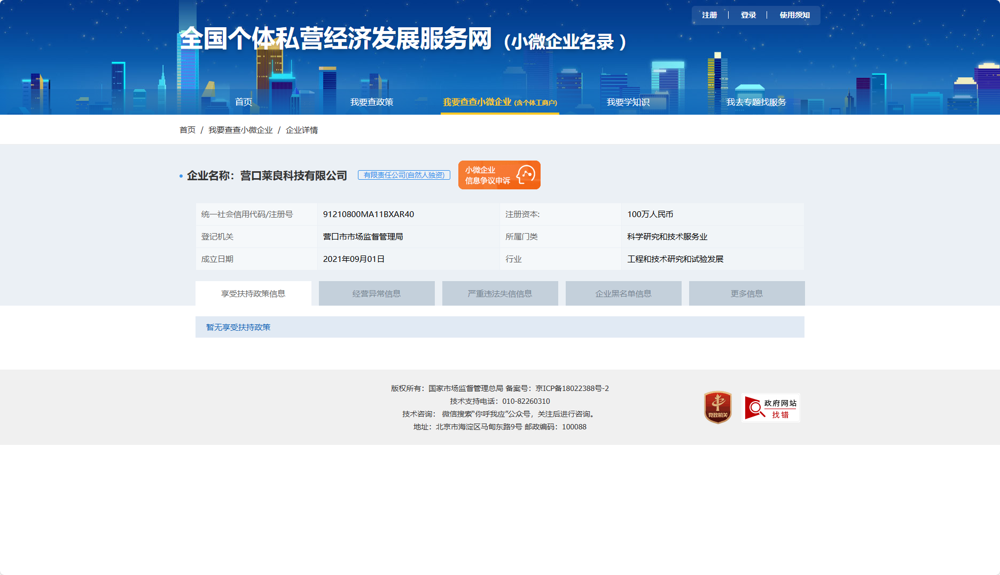 注册 | 登录 | 使用须知
全国个体私营经济发展服务网（小微企业名录）
首页 我要查政策 我要查查小微企业 (含个体工商户) 我要学知识 我去专题找服务
首页 / 我要查查小微企业 / 企业详情
企业名称：营口莱良科技有限公司 有限责任公司(自然人独资)
小微企业
信息争议申诉
统一社会信用代码/注册号 91210800MA11BXAR40 注册资本: 100万人民币
登记机关 营口市市场监督管理局 所属门类 科学研究和技术服务业
成立日期 2021年09月01日 行业 工程和技术研究和试验发展
享受扶持政策信息 经营异常信息 严重违法失信信息 企业黑名单信息 更多信息
暂无享受扶持政策
版权所有：国家市场监督管理总局 备案号：京ICP备18022388号-2
技术支持电话：010-82260310
技术咨询： 微信搜索“你呼我应”公众号，关注后进行咨询。
地址：北京市海淀区马甸东路9号 邮政编码：100088
党政机关
政府网站
找错